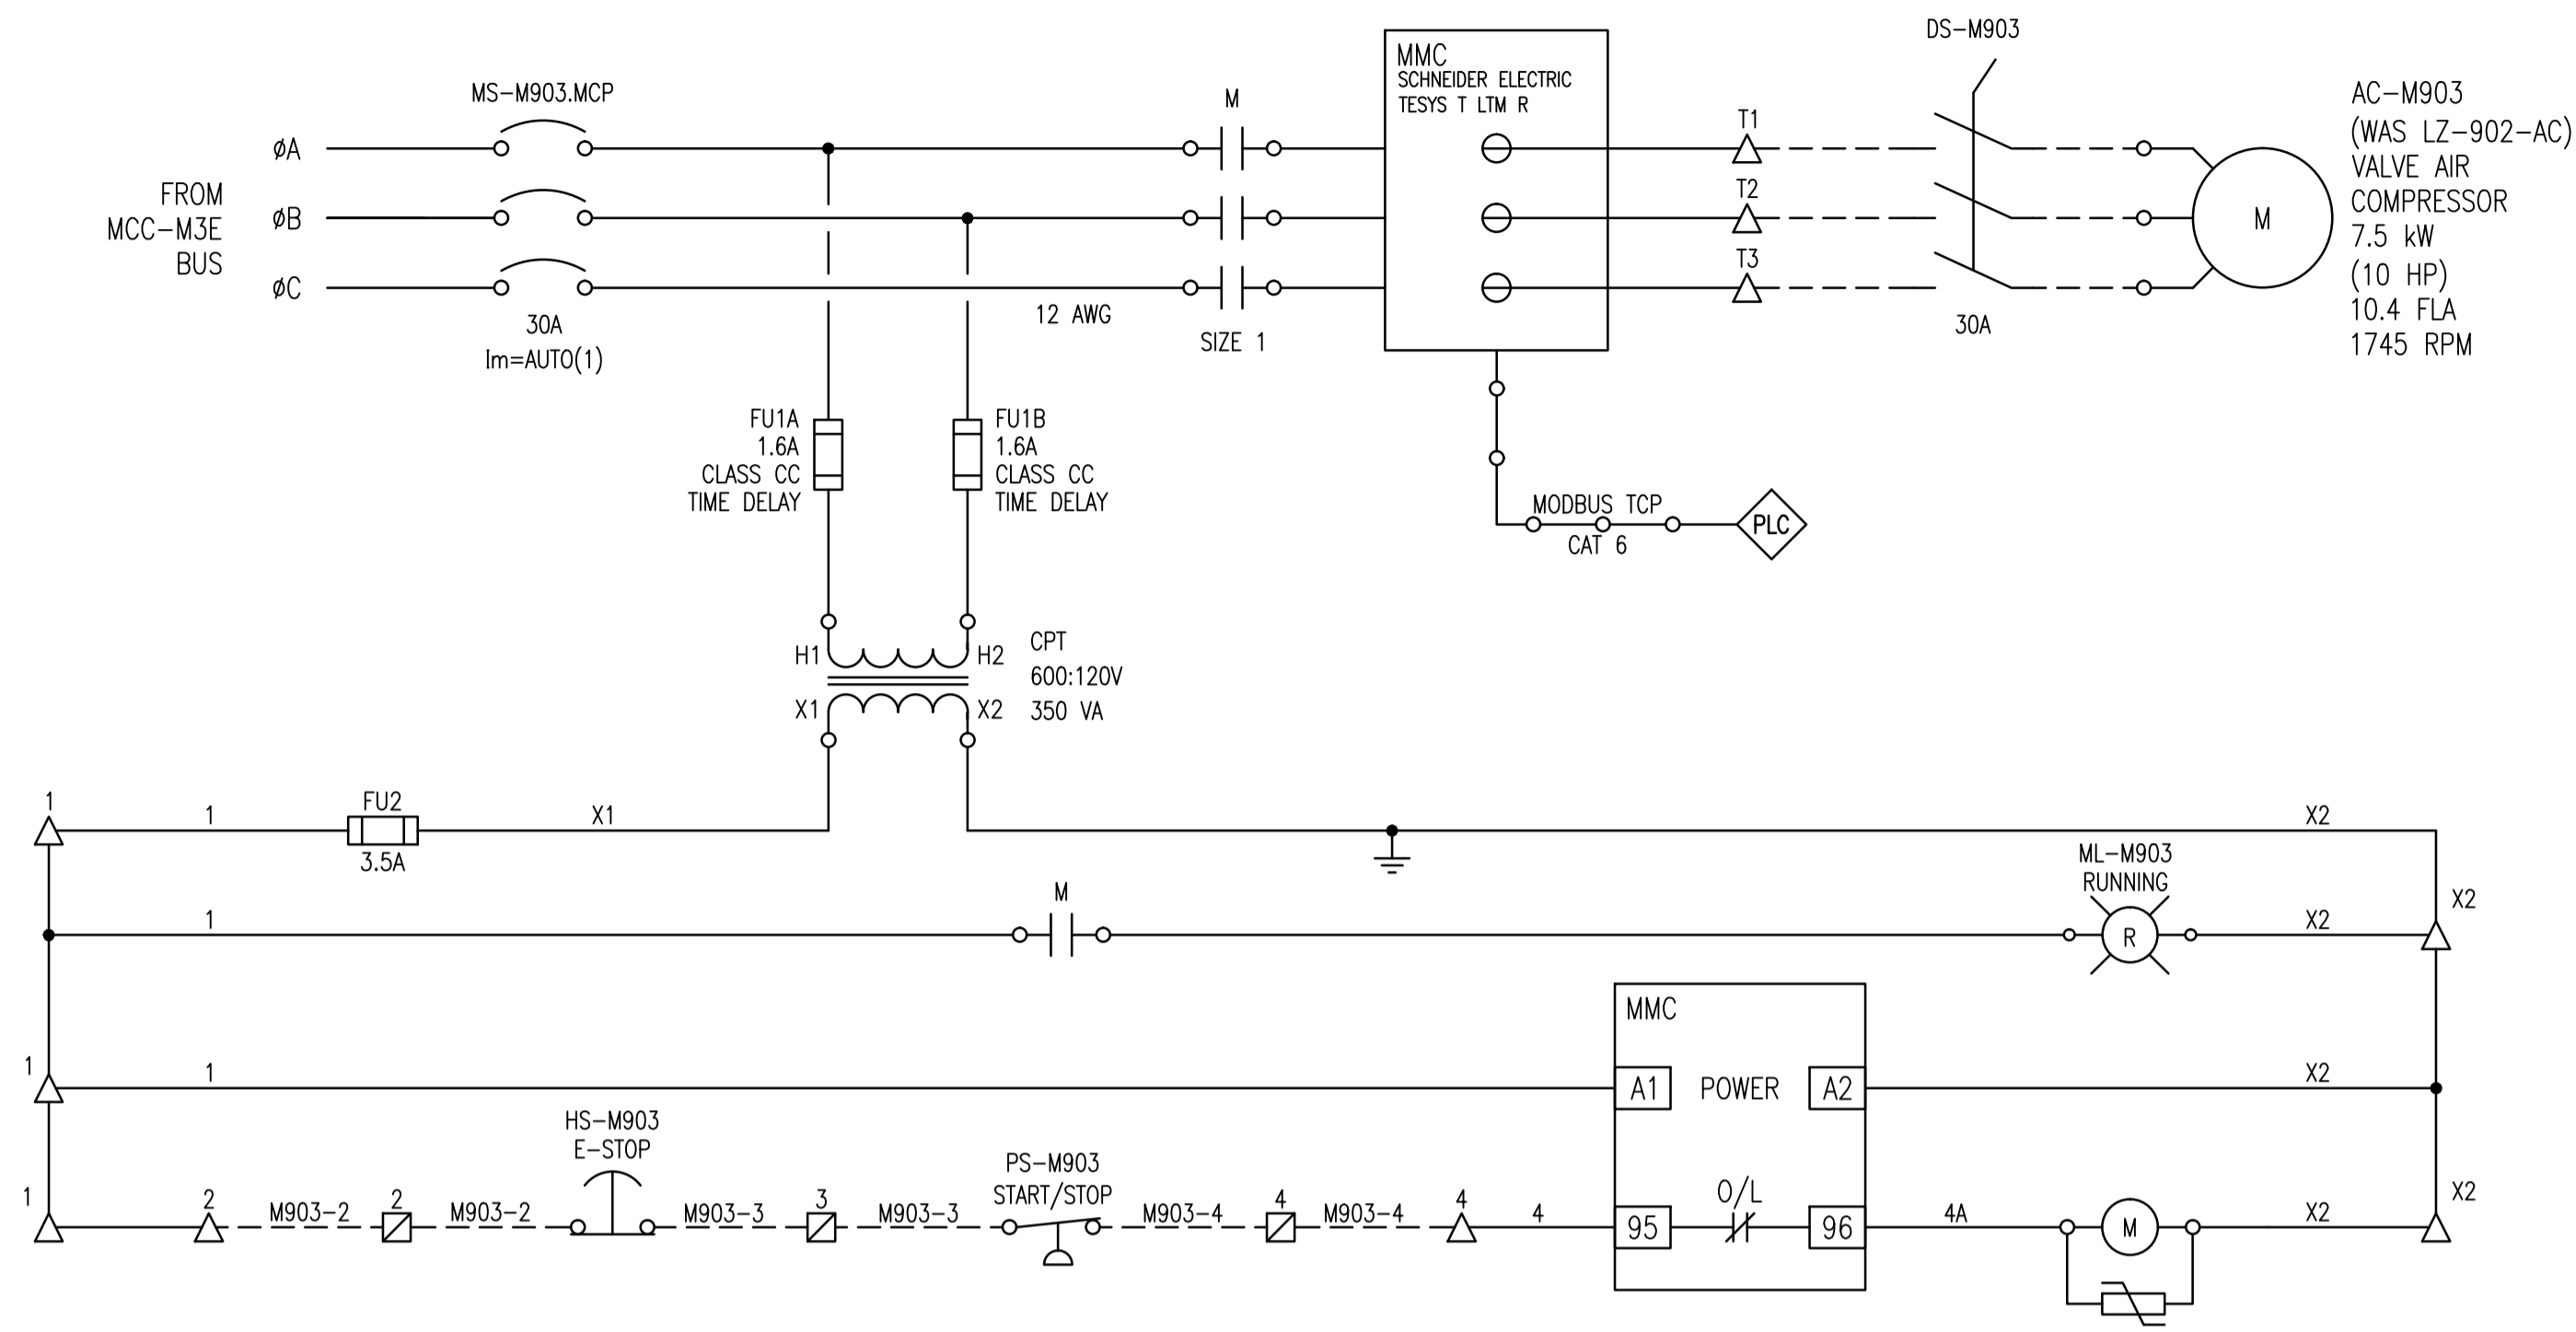 DS-M903
MS-M903.MCP
M
MMC
SCHNEIDER ELECTRIC
TESYS T LTM R
FROM
MCC-M3E
BUS
øA
øB
øC
30A
Im=AUTO(1)
12 AWG
SIZE 1
T1
T2
T3
30A
M
AC-M903
(WAS LZ-902-AC)
VALVE AIR
COMPRESSOR
7.5 kW
(10 HP)
10.4 FLA
1745 RPM
FU1A
1.6A
CLASS CC
TIME DELAY
FU1B
1.6A
CLASS CC
TIME DELAY
MODBUS TCP
CAT 6
PLC
H1
H2
X1
X2
CPT
600:120V
350 VA
1
1
FU2
3.5A
X1
X2
1
M
ML-M903
RUNNING
R
X2
X2
1
1
MMC
A1
POWER
A2
X2
1
2
M903-2
2
M903-2
HS-M903
E-STOP
M903-3
3
M903-3
PS-M903
START/STOP
M903-4
4
M903-4
4
4
95
O/L
96
4A
M
X2
X2